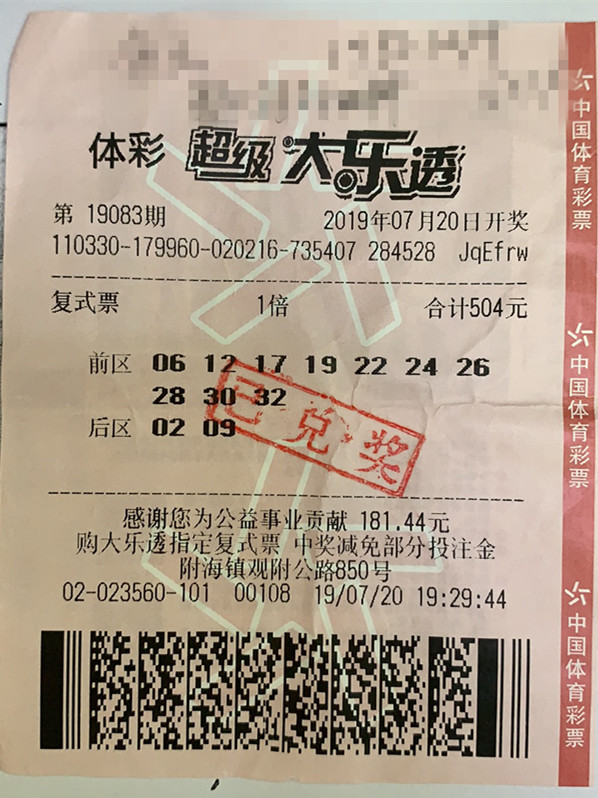 体彩 超级大乐透
第 19083期 2019年07月20日开奖
110330-179960-020216-735407 284528 JqEfrw
复式票 1倍 合计504元
前区 06 12 17 19 22 24 26
28 30 32
后区 02 09
已兑奖
感谢您为公益事业贡献 181.44元
购大乐透指定复式票 中奖减免部分投注金
附海镇观附公路850号
02-023560-101 00108 19/07/20 19:29:44
中国体育彩票
中国体育彩票
中国体育彩票